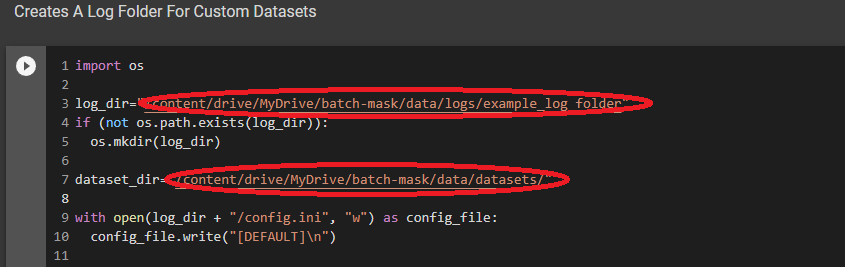 Creates A Log Folder For Custom Datasets
1 import os
2
3 log_dir="/content/drive/MyDrive/batch-mask/data/logs/example_log folder"
4 if (not os.path.exists(log_dir)):
5   os.mkdir(log_dir)
6
7 dataset_dir="/content/drive/MyDrive/batch-mask/data/datasets/"
8
9 with open(log_dir + "/config.ini", "w") as config_file:
10   config_file.write("[DEFAULT]\n")
11